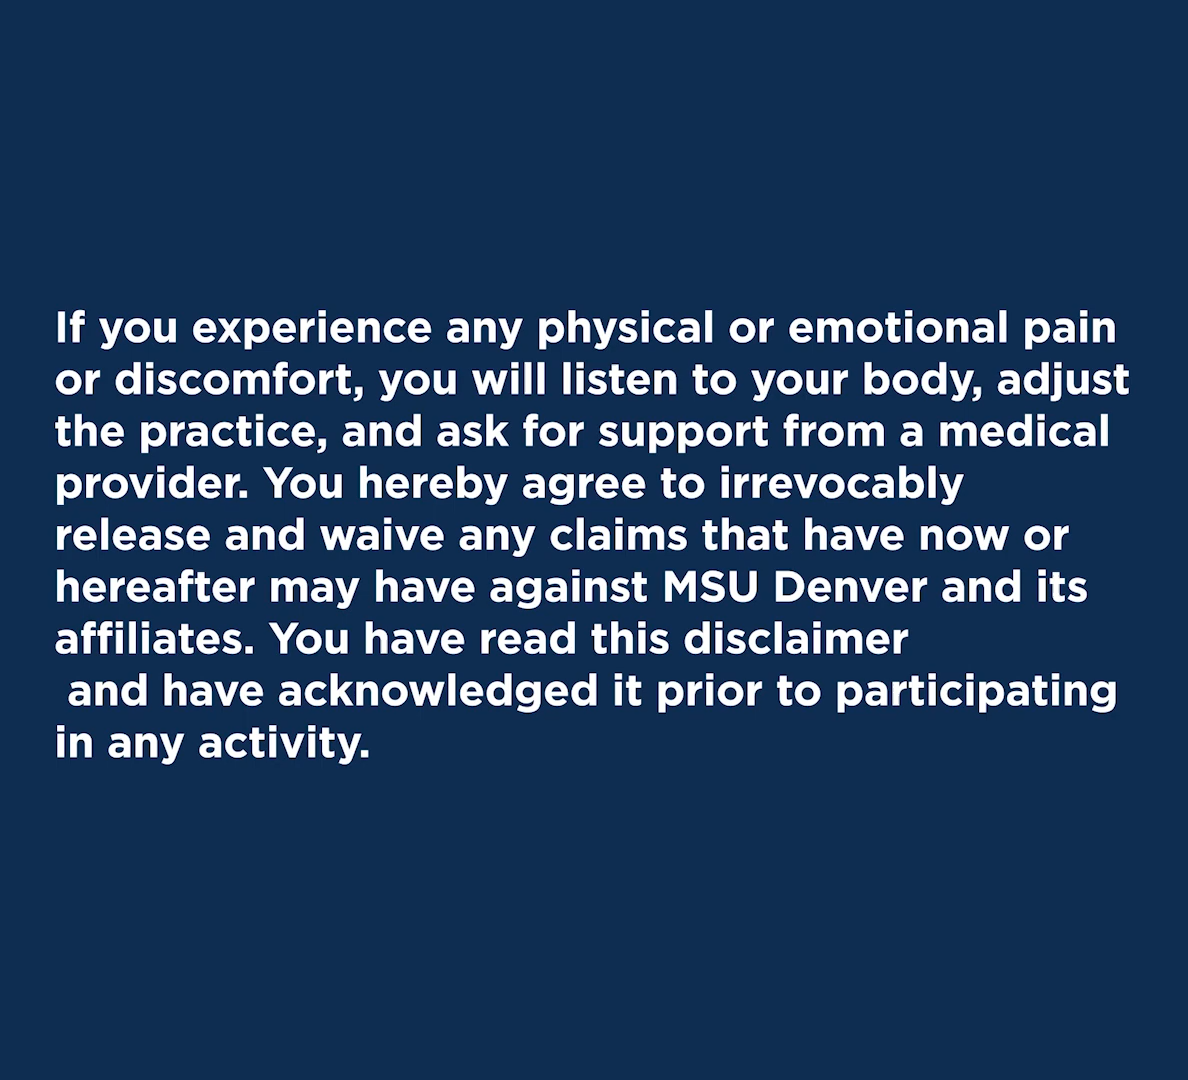 If you experience any physical or emotional pain
or discomfort, you will listen to your body, adjust
the practice, and ask for support from a medical
provider. You hereby agree to irrevocably
release and waive any claims that have now or
hereafter may have against MSU Denver and its
affiliates. You have read this disclaimer
and have acknowledged it prior to participating
in any activity.